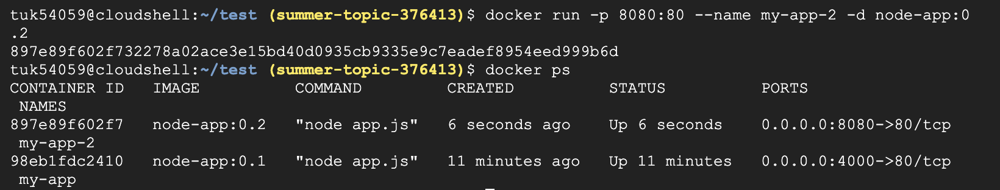 tuk54059@cloudshell:~/test (summer-topic-376413)$ docker run -p 8080:80 --name my-app-2 -d node-app:0
.2
897e89f602f732278a02ace3e15bd40d0935cb9335e9c7eadef8954eed999b6d
tuk54059@cloudshell:~/test (summer-topic-376413)$ docker ps
CONTAINER ID   IMAGE          COMMAND         CREATED          STATUS          PORTS
 NAMES
897e89f602f7   node-app:0.2   "node app.js"   6 seconds ago    Up 6 seconds    0.0.0.0:8080->80/tcp
 my-app-2
98eb1fdc2410   node-app:0.1   "node app.js"   11 minutes ago   Up 11 minutes   0.0.0.0:4000->80/tcp
 my-app